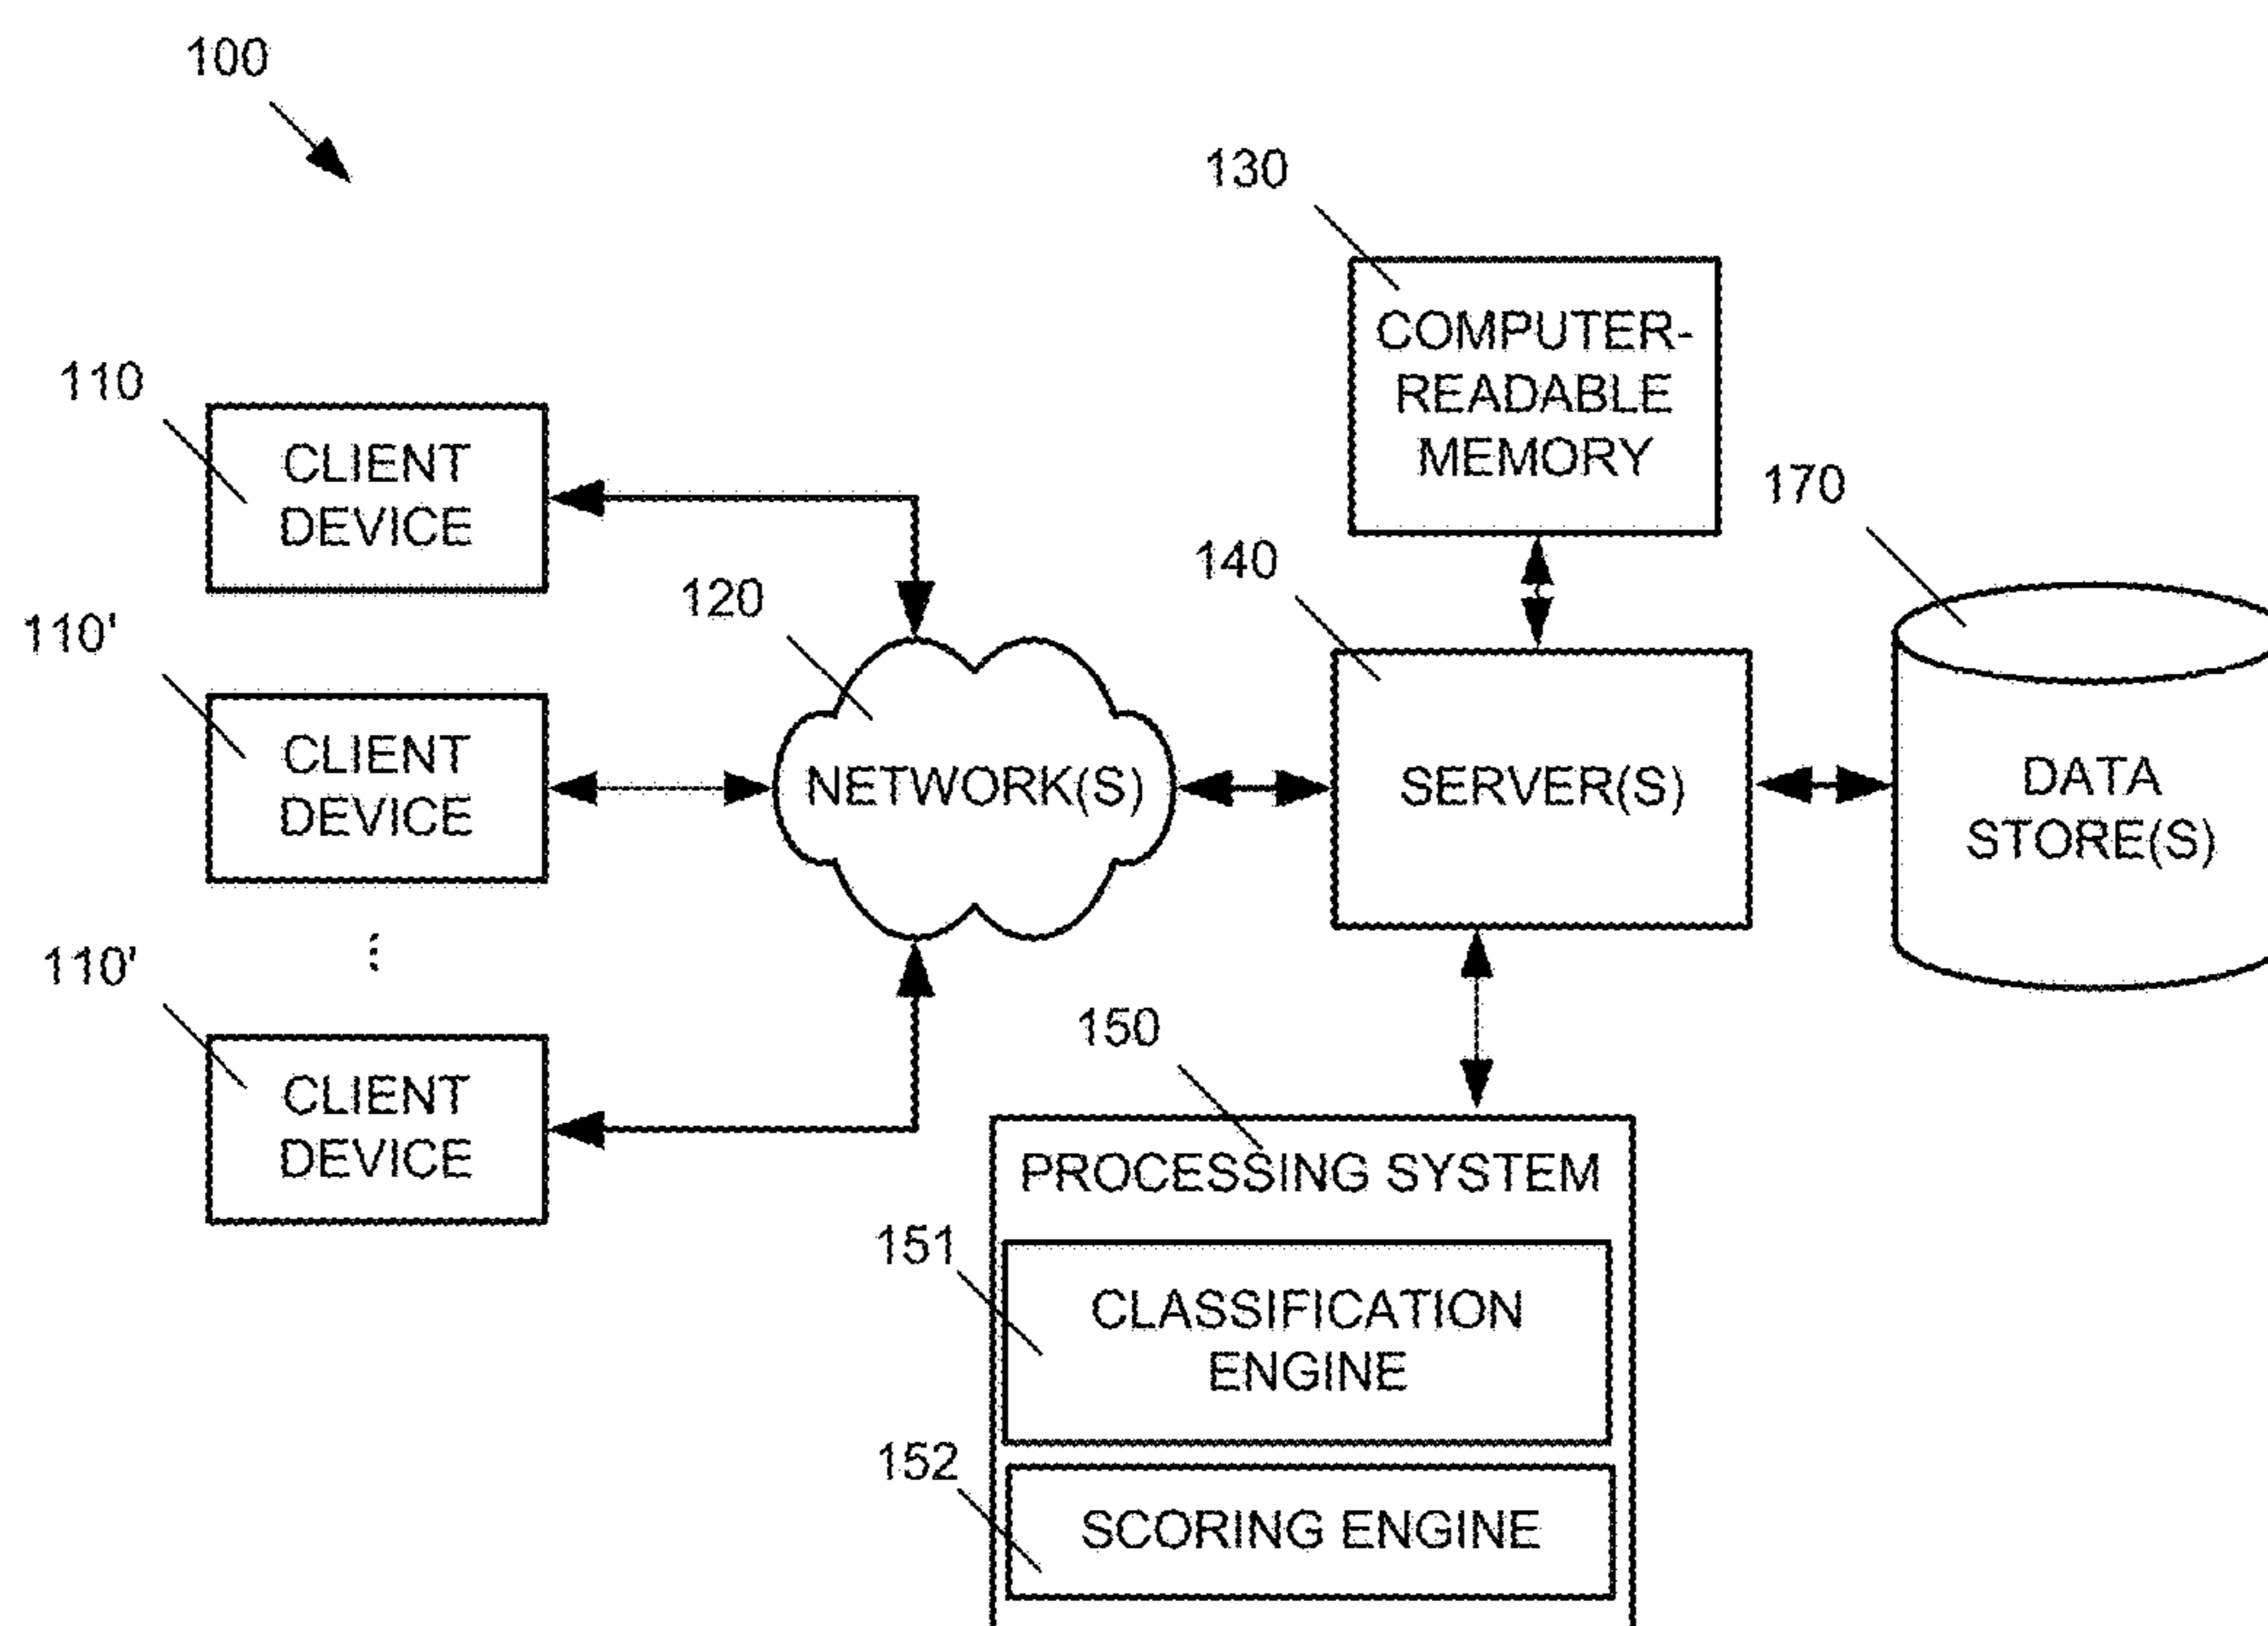 100
130
COMPUTER-
READABLE
MEMORY
110
CLIENT
DEVICE
170
140
120
110'
CLIENT
DEVICE
NETWORK(S)
SERVER(S)
DATA
STORE(S)
110'
CLIENT
DEVICE
150
PROCESSING SYSTEM
151
CLASSIFICATION
ENGINE
152
SCORING ENGINE